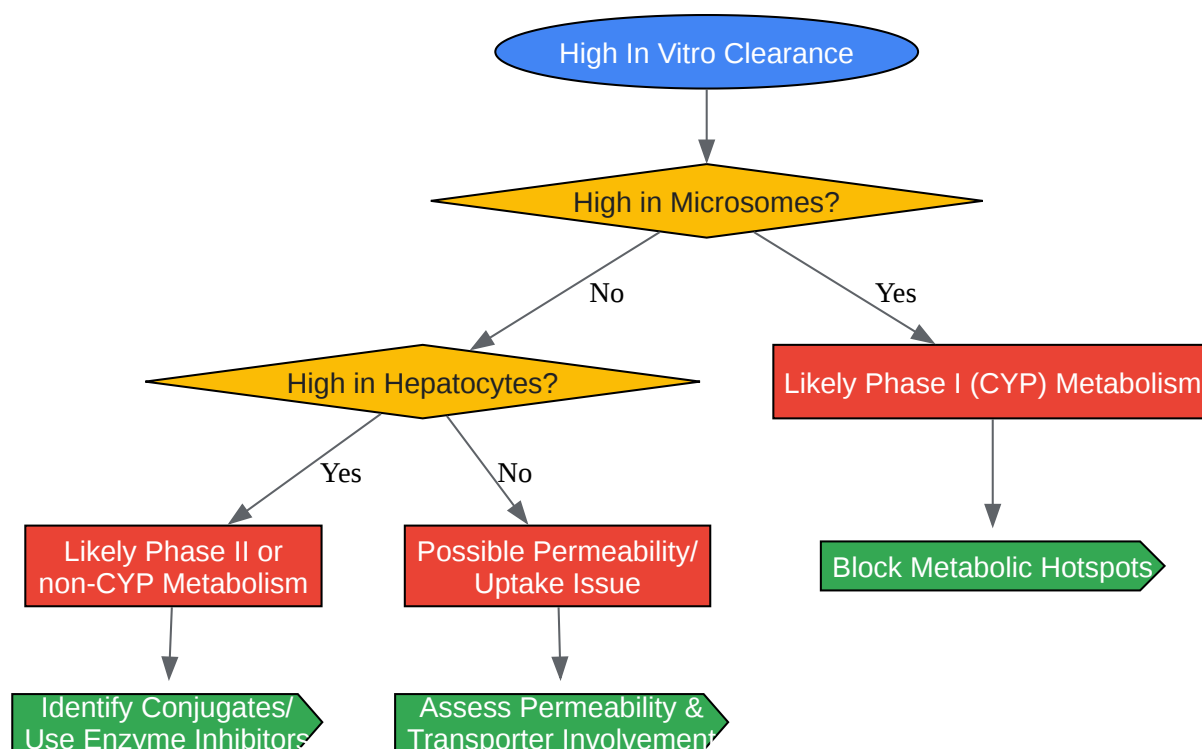 High In Vitro Clearance
High in Microsomes?
No
Yes
High in Hepatocytes?
Likely Phase I (CYP) Metabolism
Yes
No
Likely Phase II or
non-CYP Metabolism
Possible Permeability/
Uptake Issue
Block Metabolic Hotspots
Identify Conjugates/
Use Enzyme Inhibitors
Assess Permeability &
Transporter Involvement